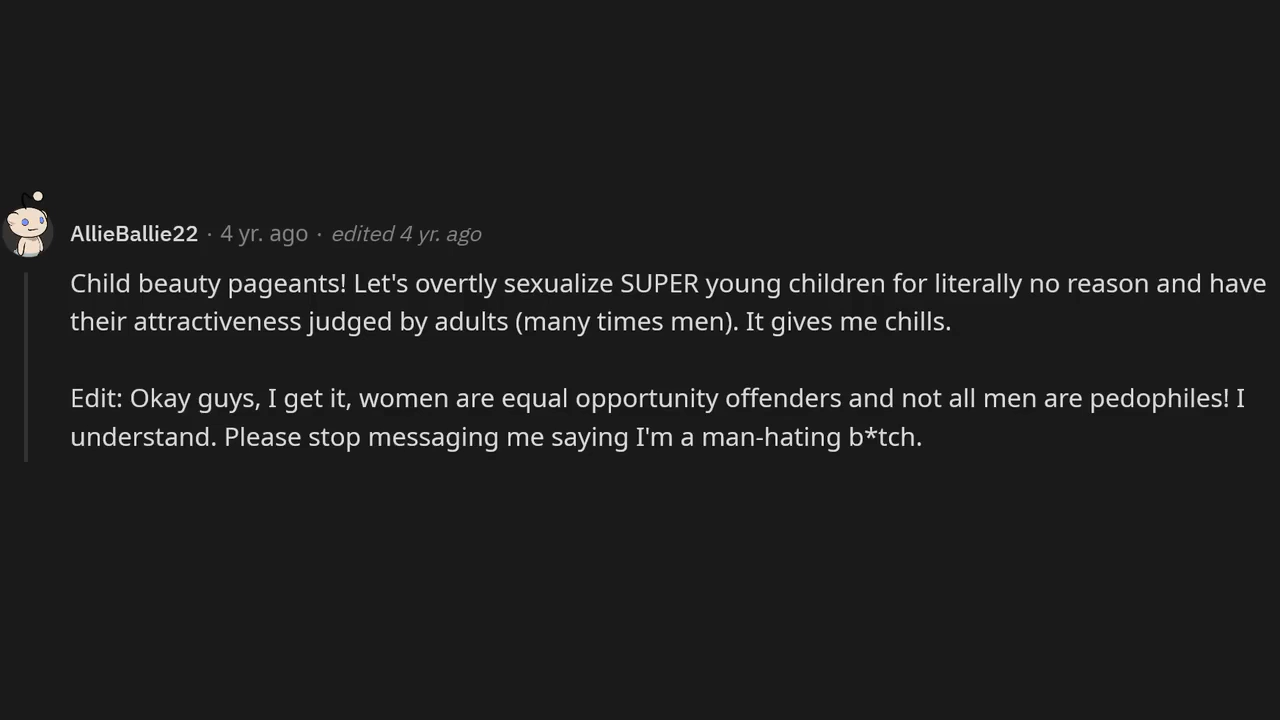 AllieBallie22 · 4 yr. ago · edited 4 yr. ago
Child beauty pageants! Let's overtly sexualize SUPER young children for literally no reason and have
their attractiveness judged by adults (many times men). It gives me chills.
Edit: Okay guys, I get it, women are equal opportunity offenders and not all men are pedophiles! I
understand. Please stop messaging me saying I'm a man-hating b*tch.